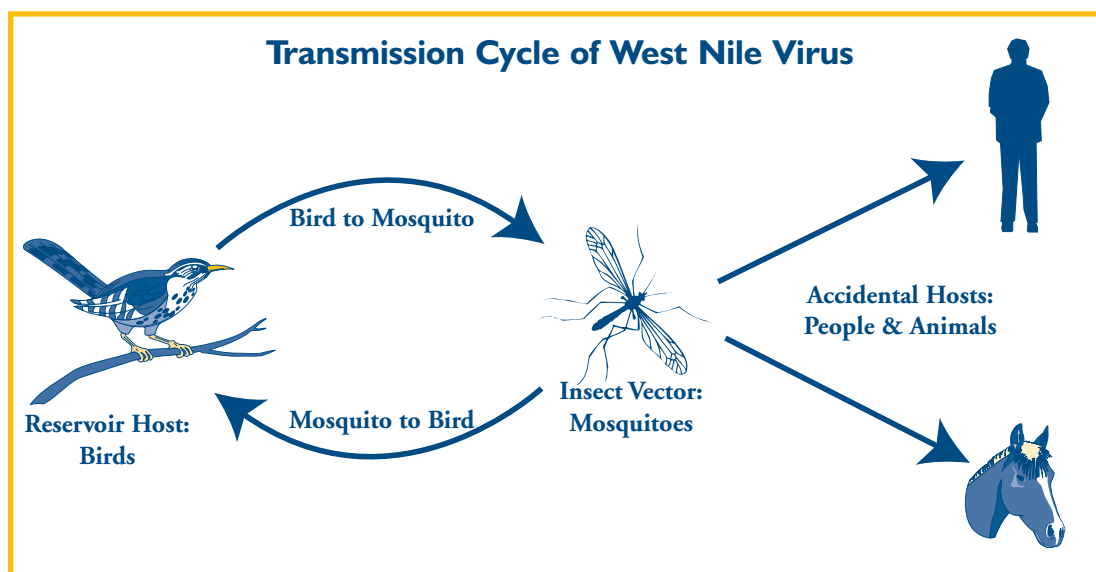 Transmission Cycle of West Nile Virus
Bird to Mosquito
Accidental Hosts:
People & Animals
Insect Vector:
Mosquitoes
Mosquito to Bird
Reservoir Host:
Birds